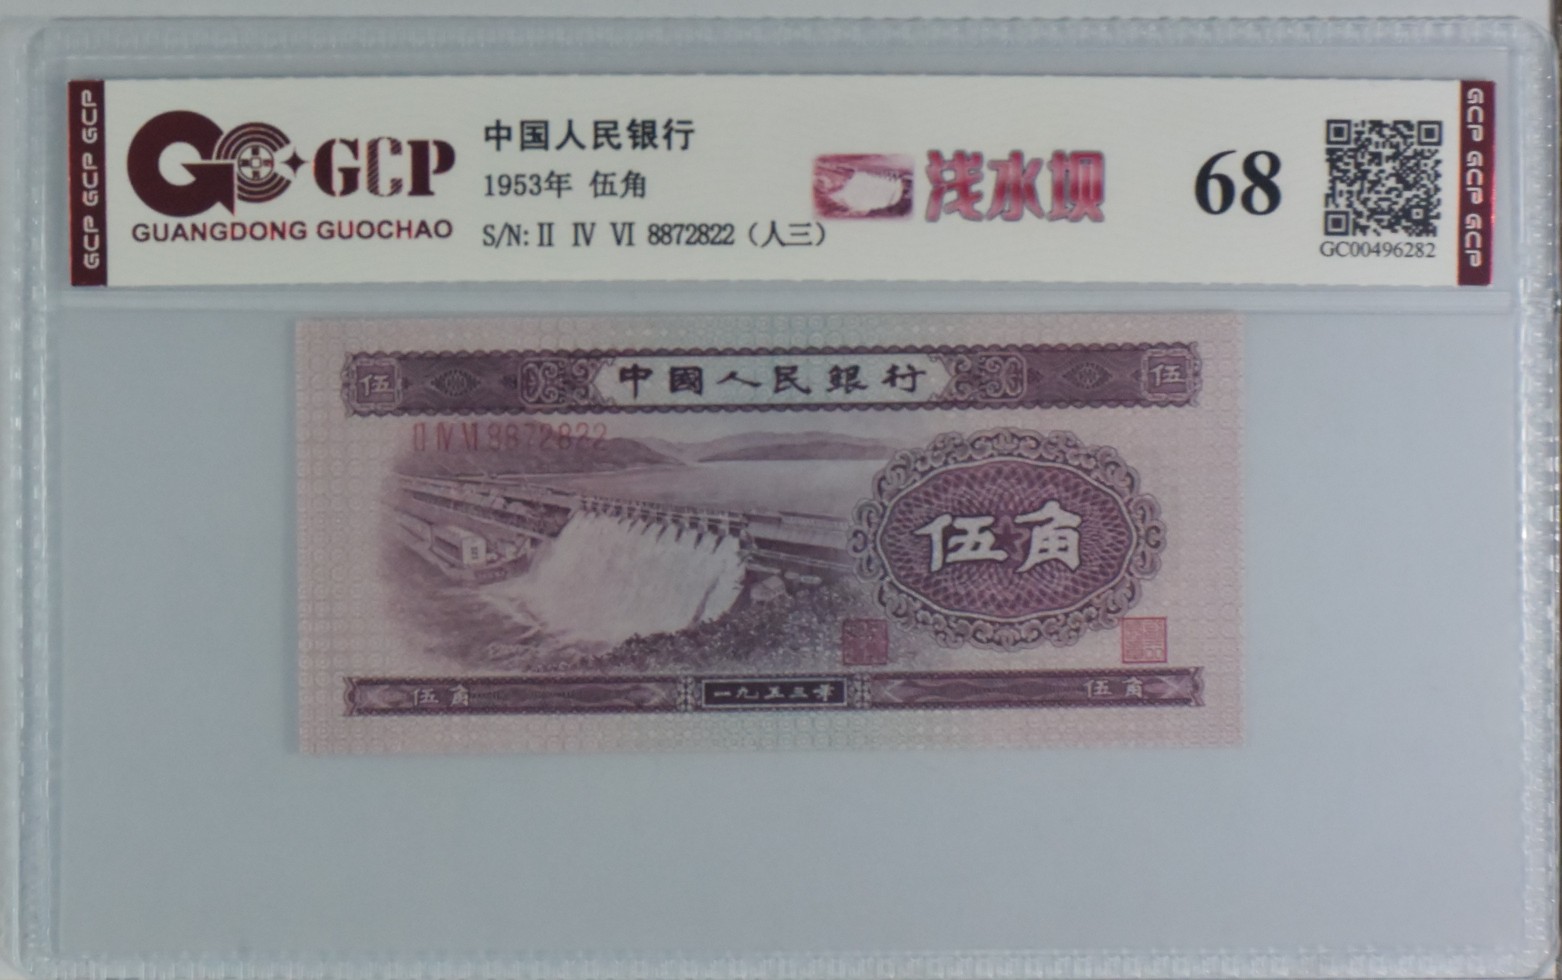 GCP GCP GCP
GCP
GUANGDONG GUOCHAO
中国人民银行
1953年 伍角
S/N: II IV VI 8872822（人三）
浅水坝
68
GC00496282
GCP GCP GCP
伍
中國人民銀行
伍
II IV VI 8872822
伍角
伍角
一九五三年
伍角